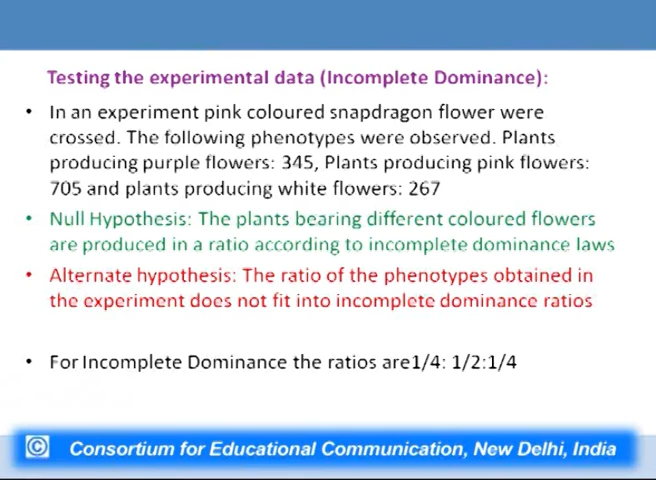 Testing the experimental data (Incomplete Dominance):
• In an experiment pink coloured snapdragon flower were
crossed. The following phenotypes were observed. Plants
producing purple flowers: 345, Plants producing pink flowers:
705 and plants producing white flowers: 267
• Null Hypothesis: The plants bearing different coloured flowers
are produced in a ratio according to incomplete dominance laws
• Alternate hypothesis: The ratio of the phenotypes obtained in
the experiment does not fit into incomplete dominance ratios
• For Incomplete Dominance the ratios are1/4: 1/2:1/4
© Consortium for Educational Communication, New Delhi, India